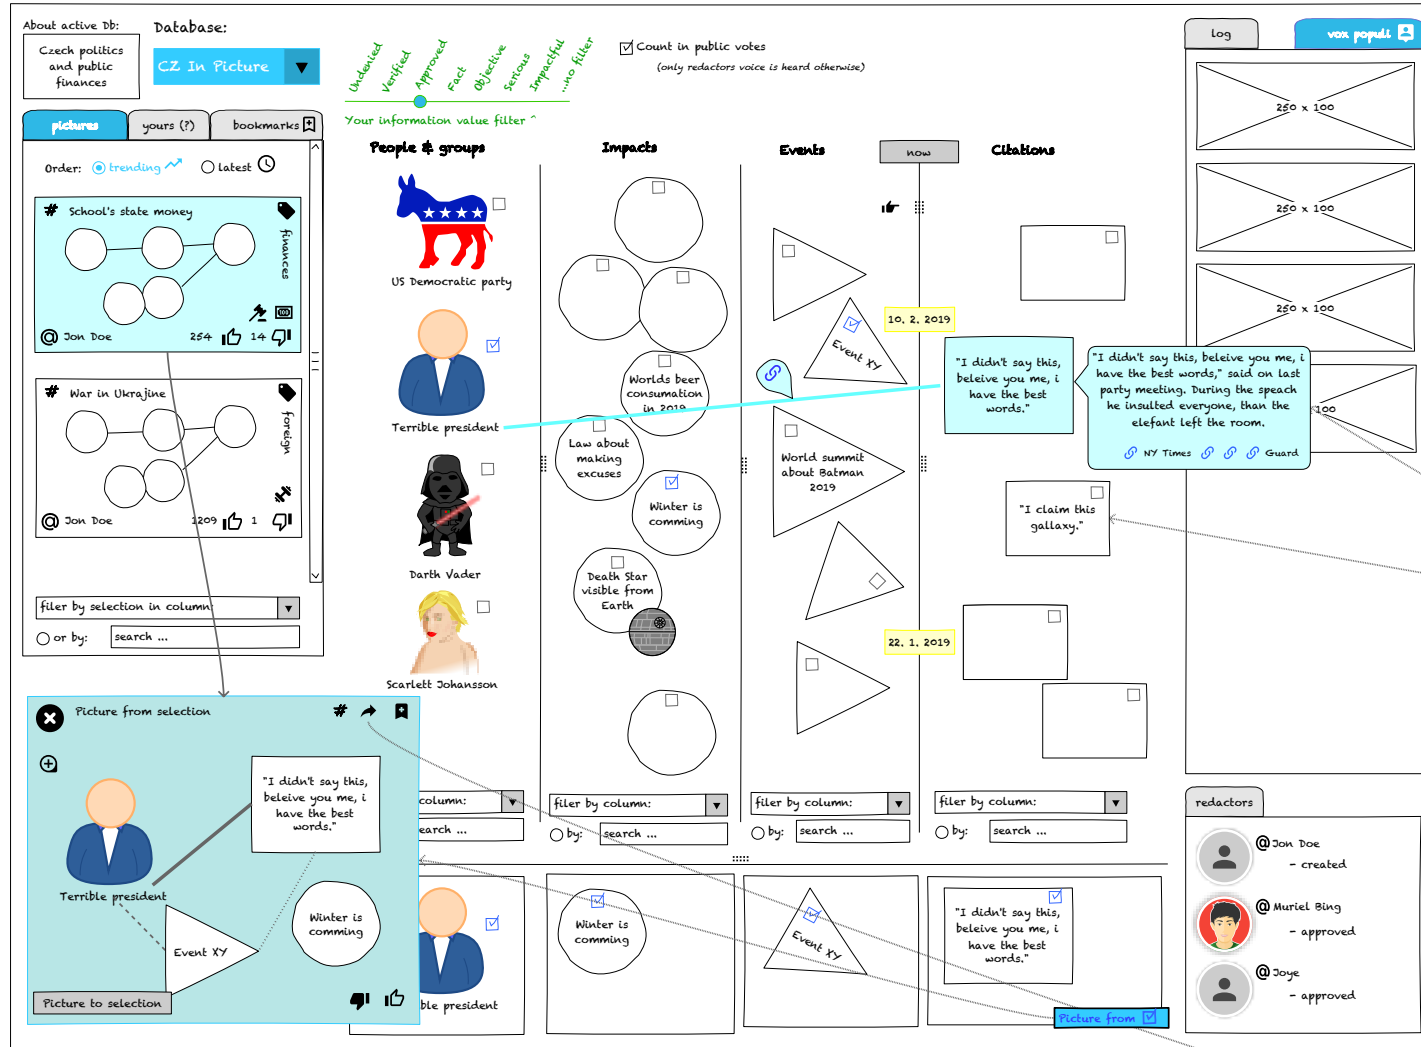 About active Db:
Czech politics
and public
finances
Database:
CZ In Picture
Undenied
Verified
Approved
Fact
Objective
Serious
Impactful
...no filter
Your information value filter ^
Count in public votes
(only redactors voice is heard otherwise)
log
vox populi
pictures
yours (?)
bookmarks
Order:
trending
latest
# School's state money
finances
@ Jon Doe
254
14
# War in Ukrajine
foreign
@ Jon Doe
1209
1
filer by selection in column:
or by:
search ...
People & groups
US Democratic party
Terrible president
Darth Vader
Scarlett Johansson
column:
earch ...
Impacts
Worlds beer
consumation
in 2019
Law about
making
excuses
Winter is
comming
Death Star
visible from
Earth
filer by column:
by:
search ...
Events
now
10. 2. 2019
Event XY
World summit
about Batman
2019
22. 1. 2019
filer by column:
by:
search ...
Citations
"I didn't say this,
beleive you me, i
have the best
words."
"I didn't say this, beleive you me, i
have the best words," said on last
party meeting. During the speach
he insulted everyone, than the
elefant left the room.
NY Times
Guard
"I claim this
gallaxy."
filer by column:
by:
search ...
250 x 100
250 x 100
250 x 100
100
Picture from selection
#
"I didn't say this,
beleive you me, i
have the best
words."
Terrible president
Event XY
Winter is
comming
Picture to selection
ble president
Winter is
comming
Event XY
"I didn't say this,
beleive you me, i
have the best
words."
Picture from
redactors
@ Jon Doe
- created
@ Muriel Bing
- approved
@ Joye
- approved